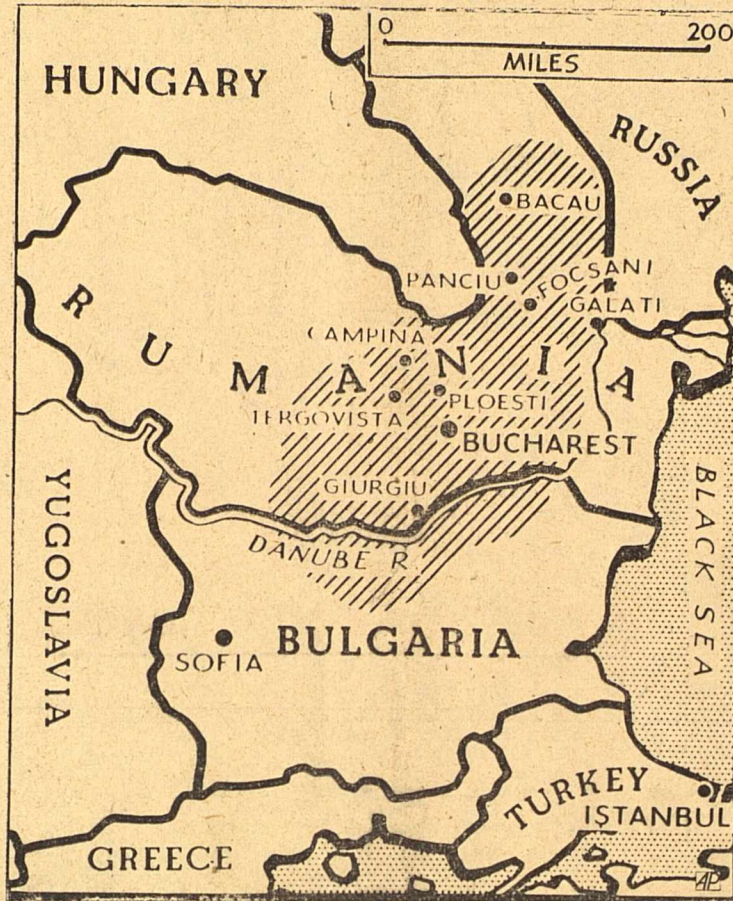 0 200
MILES
HUNGARY
RUSSIA
BACAU
PANCIU
FOCSANI
GALATI
CAMPINA
RUMANIA
TERGOVISTA
PLOESTI
BUCHAREST
GIURGIU
DANUBE R.
YUGOSLAVIA
BLACK SEA
BULGARIA
SOFIA
TURKEY
ISTANBUL
GREECE
AP